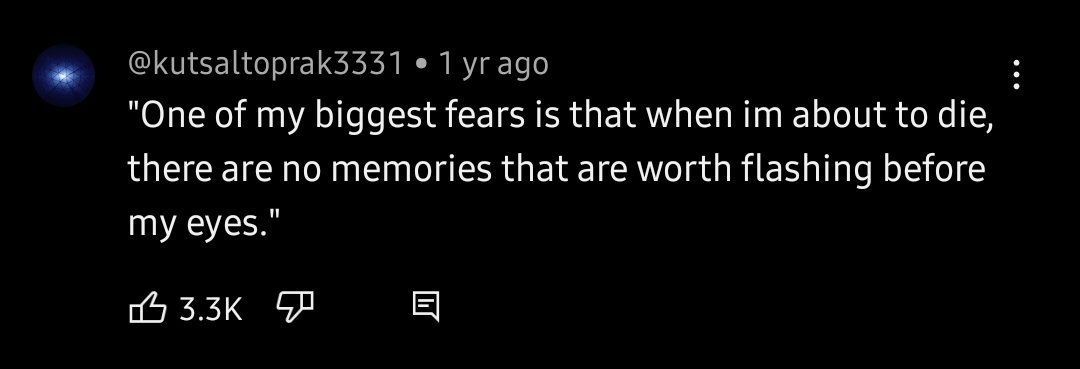 @kutsaltoprak3331 • 1 yr ago
"One of my biggest fears is that when im about to die,
there are no memories that are worth flashing before
my eyes."
3.3K